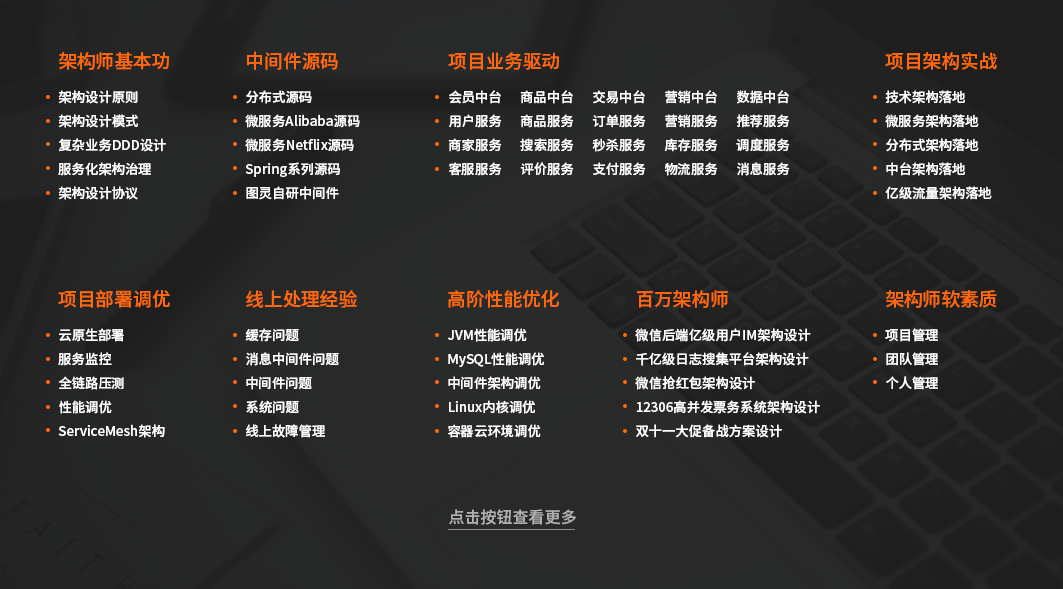 架构师基本功
架构设计原则
架构设计模式
复杂业务DDD设计
服务化架构治理
架构设计协议
中间件源码
分布式源码
微服务Alibaba源码
微服务Netflix源码
Spring系列源码
图灵自研中间件
项目业务驱动
会员中台 商品中台 交易中台 营销中台 数据中台
用户服务 商品服务 订单服务 营销服务 推荐服务
商家服务 搜索服务 秒杀服务 库存服务 调度服务
客服服务 评价服务 支付服务 物流服务 消息服务
项目架构实战
技术架构落地
微服务架构落地
分布式架构落地
中台架构落地
亿级流量架构落地
项目部署调优
云原生部署
服务监控
全链路压测
性能调优
ServiceMesh架构
线上处理经验
缓存问题
消息中间件问题
中间件问题
系统问题
线上故障管理
高阶性能优化
JVM性能调优
MySQL性能调优
中间件架构调优
Linux内核调优
容器云环境调优
百万架构师
微信后端亿级用户IM架构设计
千亿级日志搜集平台架构设计
微信抢红包架构设计
12306高并发票务系统架构设计
双十一大促备战方案设计
架构师软素质
项目管理
团队管理
个人管理
点击按钮查看更多